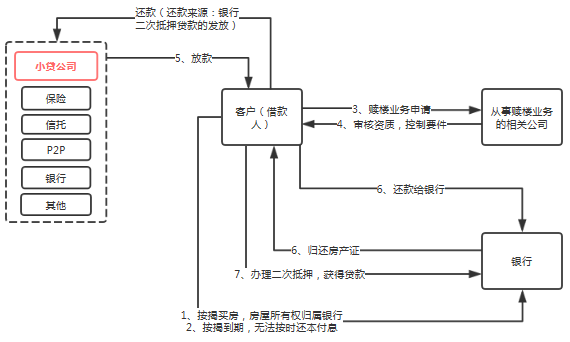 还款（还款来源：银行
二次抵押贷款的发放）
小贷公司
保险
信托
P2P
银行
其他
5、放款
客户（借款
人）
3、赎楼业务申请
4、审核资质，控制要件
从事赎楼业务
的相关公司
6、还款给银行
6、归还房产证
7、办理二次抵押，获得贷款
银行
1、按揭买房，房屋所有权归属银行
2、按揭到期，无法按时还本付息